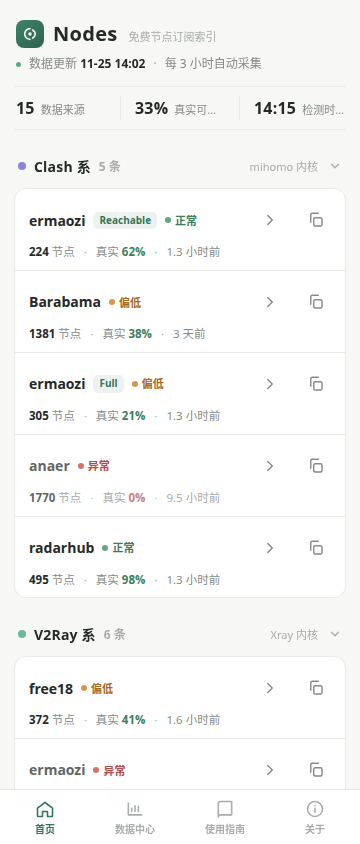 Nodes 免费节点订阅索引
数据更新 11-25 14:02 · 每 3 小时自动采集
15 数据来源 33% 真实可... 14:15 检测时...
Clash 系 5 条 mihomo 内核
ermaozi Reachable 正常
224 节点 · 真实 62% · 1.3 小时前
Barabama 偏低
1381 节点 · 真实 38% · 3 天前
ermaozi Full 偏低
305 节点 · 真实 21% · 1.3 小时前
anaer 异常
1770 节点 · 真实 0% · 9.5 小时前
radarhub 正常
495 节点 · 真实 98% · 1.3 小时前
V2Ray 系 6 条 Xray 内核
free18 偏低
372 节点 · 真实 41% · 1.6 小时前
ermaozi 异常
首页 数据中心 使用指南 关于